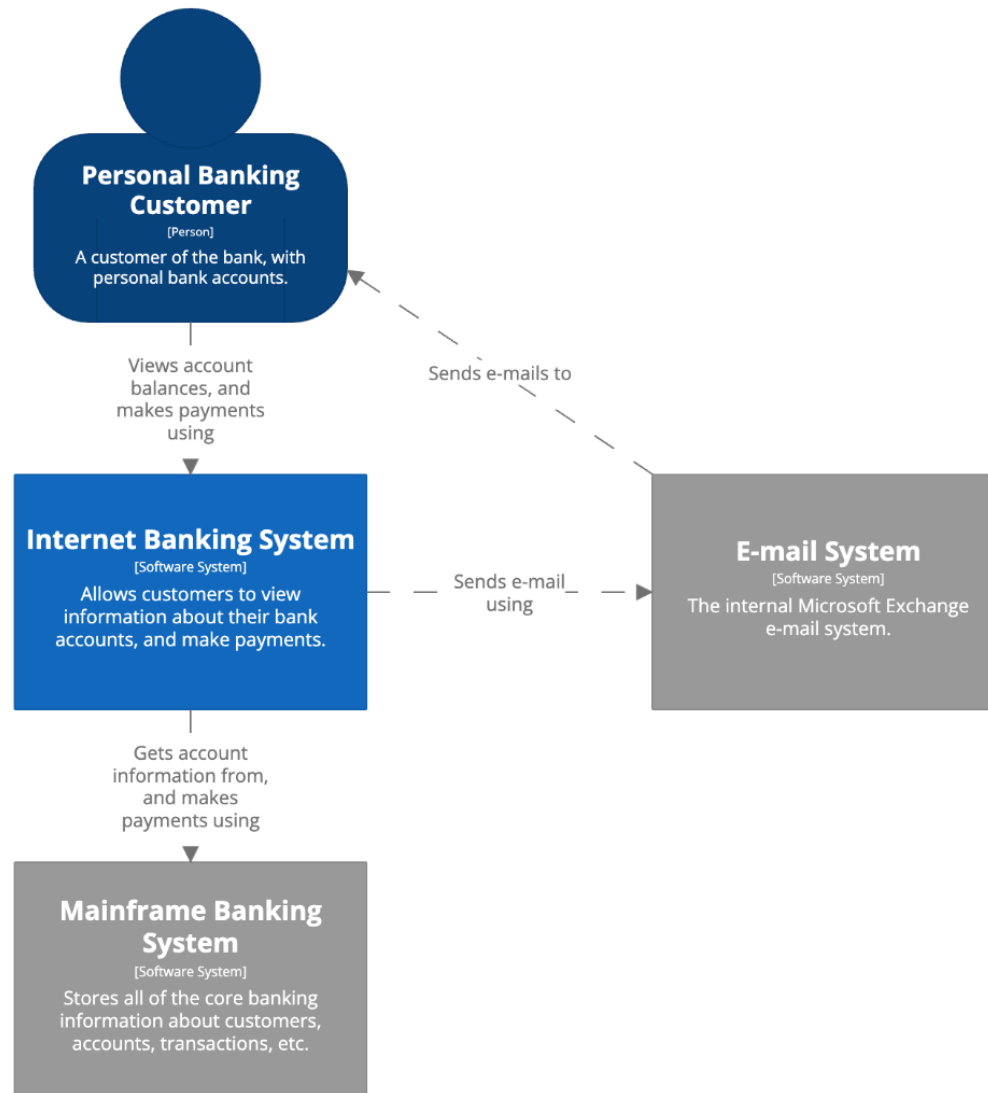 Personal Banking
Customer
[Person]
A customer of the bank, with
personal bank accounts.
Views account
balances, and
makes payments
using
Sends e-mails to
Internet Banking System
[Software System]
Allows customers to view
information about their bank
accounts, and make payments.
Sends e-mail
using
E-mail System
[Software System]
The internal Microsoft Exchange
e-mail system.
Gets account
information from,
and makes
payments using
Mainframe Banking
System
[Software System]
Stores all of the core banking
information about customers,
accounts, transactions, etc.